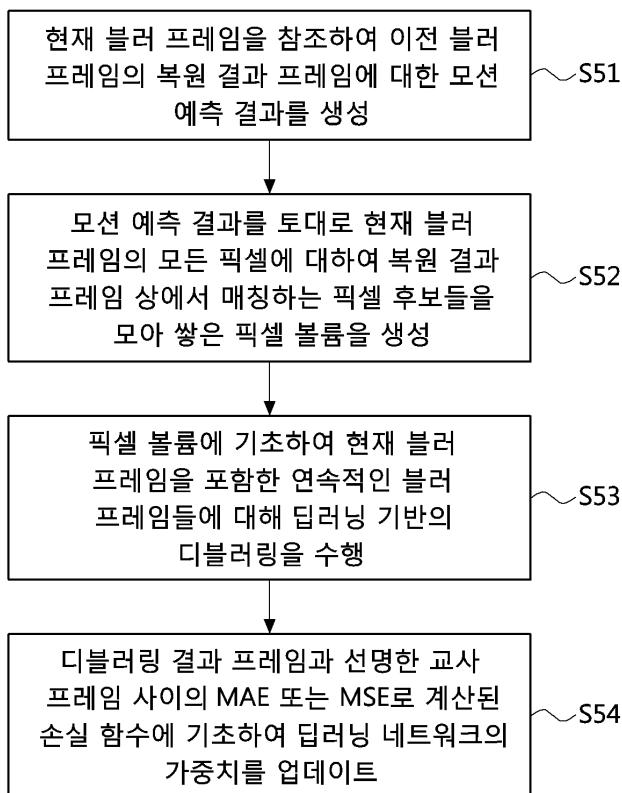 현재 블러 프레임을 참조하여 이전 블러
프레임의 복원 결과 프레임에 대한 모션
예측 결과를 생성
S51
모션 예측 결과를 토대로 현재 블러
프레임의 모든 픽셀에 대하여 복원 결과
프레임 상에서 매칭하는 픽셀 후보들을
모아 쌓은 픽셀 볼륨을 생성
S52
픽셀 볼륨에 기초하여 현재 블러
프레임을 포함한 연속적인 블러
프레임들에 대해 딥러닝 기반의
디블러링을 수행
S53
디블러링 결과 프레임과 선명한 교사
프레임 사이의 MAE 또는 MSE로 계산된
손실 함수에 기초하여 딥러닝 네트워크의
가중치를 업데이트
S54